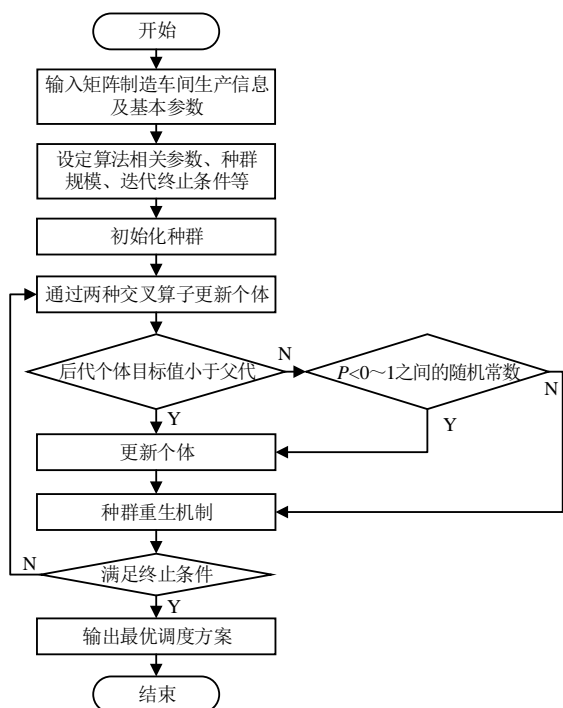 开始
输入矩阵制造车间生产信息
及基本参数
设定算法相关参数、种群
规模、迭代终止条件等
初始化种群
通过两种交叉算子更新个体
后代个体目标值小于父代
N
P<0～1之间的随机常数
N
Y
Y
更新个体
种群重生机制
N
满足终止条件
Y
输出最优调度方案
结束